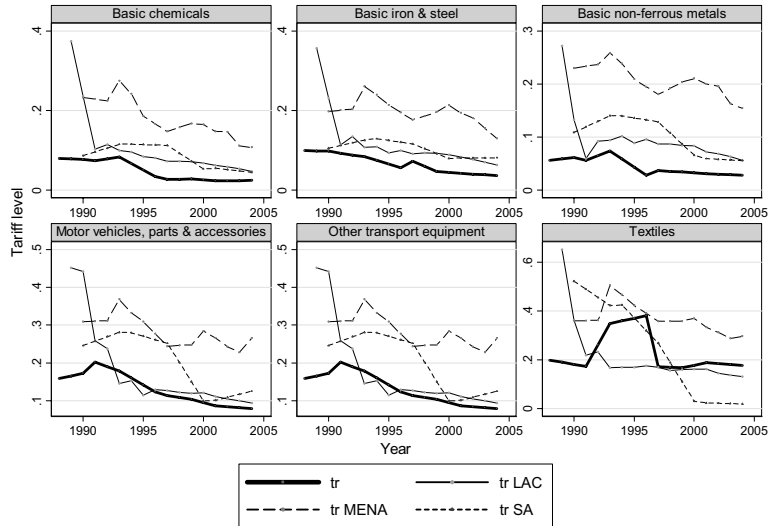 Basic chemicals Basic iron & steel Basic non-ferrous metals
.4 .4 .3
.2 .2 .2
.1
0 0 0
1990 1995 2000 2005 1990 1995 2000 2005 1990 1995 2000 2005
Tariff level
Motor vehicles, parts & accessories Other transport equipment Textiles
.5 .5 .6
.4 .4 .4
.3 .3
.2 .2 .2
.1 .1 0
1990 1995 2000 2005 1990 1995 2000 2005 1990 1995 2000 2005
Year
tr tr LAC
tr MENA tr SA